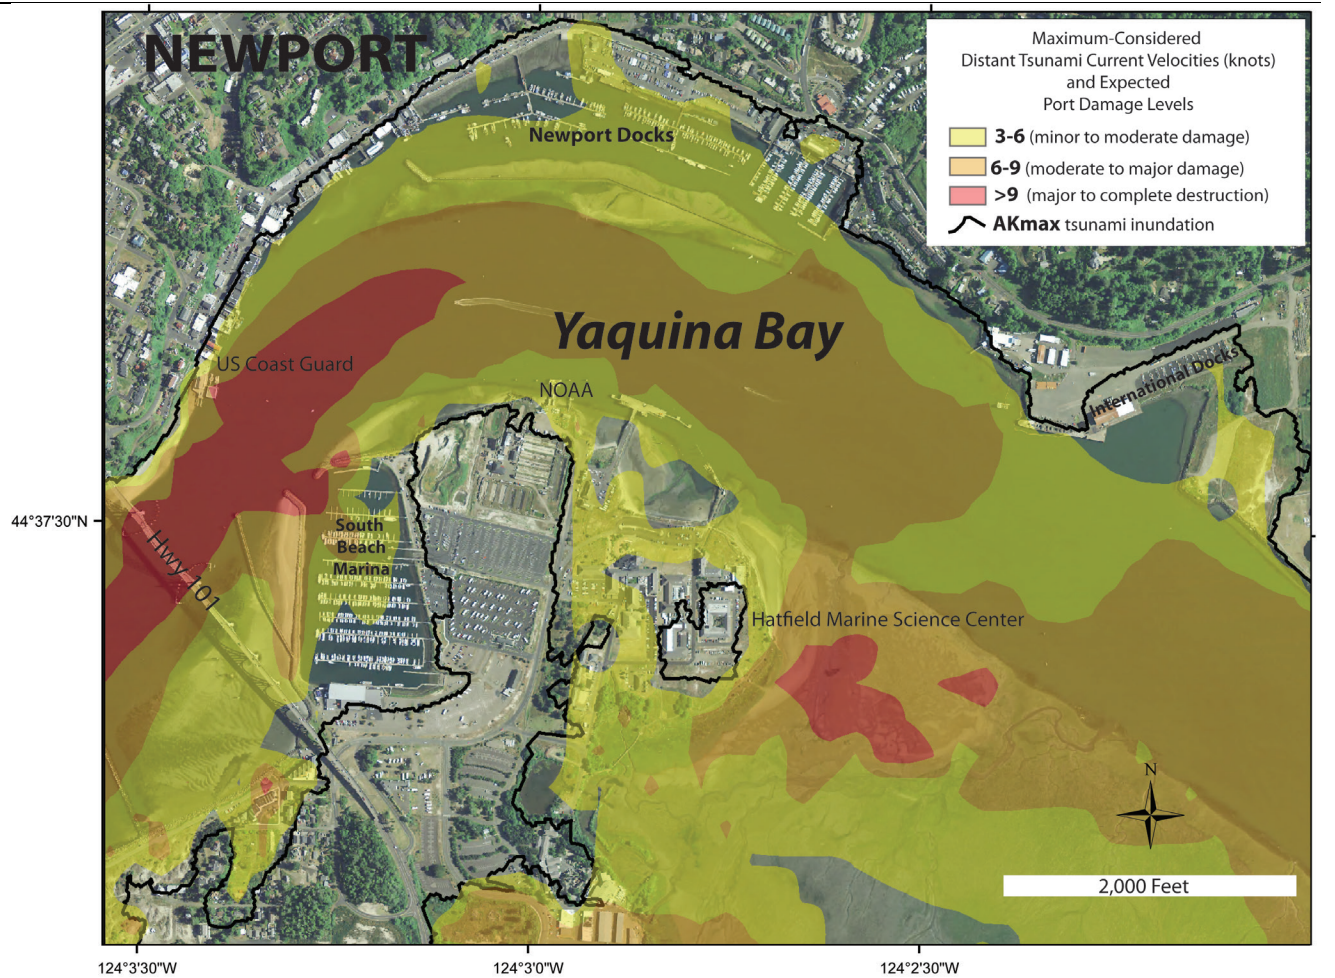 NEWPORT
Maximum-Considered
Distant Tsunami Current Velocities (knots)
and Expected
Port Damage Levels
3-6 (minor to moderate damage)
6-9 (moderate to major damage)
>9 (major to complete destruction)
AKmax tsunami inundation
Newport Docks
Yaquina Bay
US Coast Guard
NOAA
International Docks
44°37'30"N
South
Beach
Marina
Hwy 101
Hatfield Marine Science Center
N
2,000 Feet
124°3'30"W
124°3'0"W
124°2'30"W